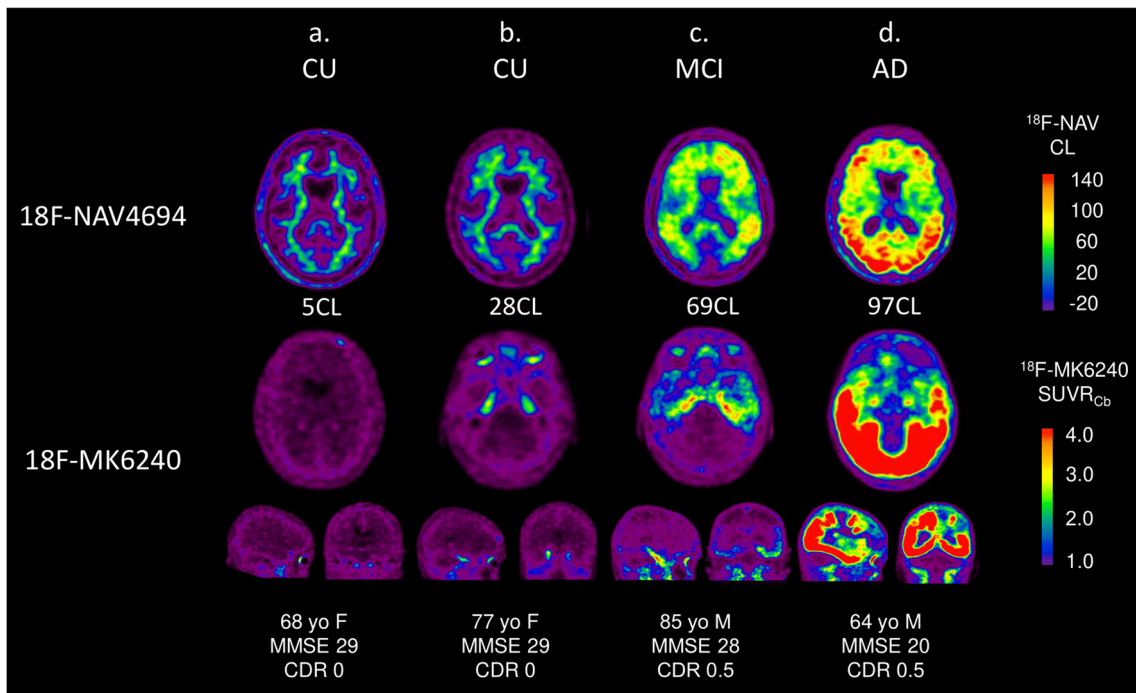 a.
CU
b.
CU
c.
MCI
d.
AD
18F-NAV4694
5CL
28CL
69CL
97CL
18F-NAV
CL
140
100
60
20
-20
18F-MK6240
18F-MK6240
SUVRCb
4.0
3.0
2.0
1.0
68 yo F
MMSE 29
CDR 0
77 yo F
MMSE 29
CDR 0
85 yo M
MMSE 28
CDR 0.5
64 yo M
MMSE 20
CDR 0.5